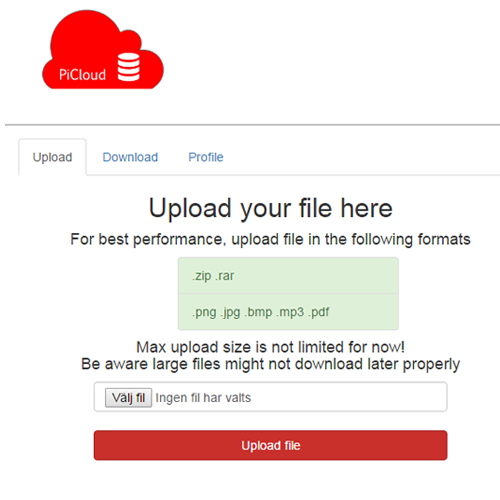 PiCloud
Upload Download Profile
Upload your file here
For best performance, upload file in the following formats
.zip .rar
.png .jpg .bmp .mp3 .pdf
Max upload size is not limited for now!
Be aware large files might not download later properly
Välj fil Ingen fil har valts
Upload file